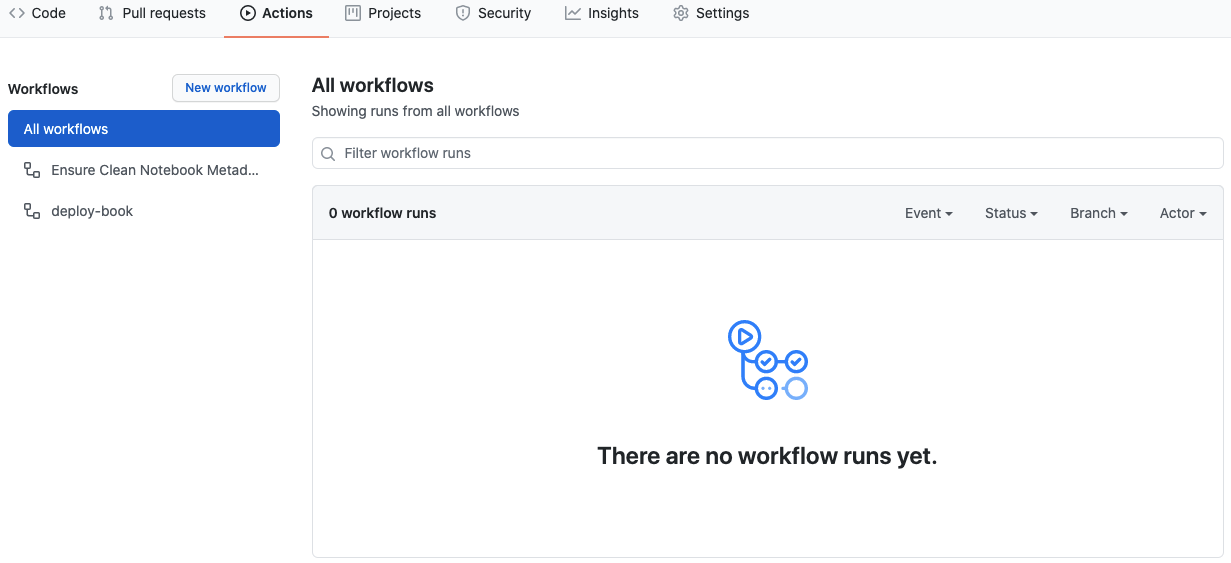 Code Pull requests Actions Projects Security Insights Settings
Workflows New workflow
All workflows
Ensure Clean Notebook Metad...
deploy-book
All workflows
Showing runs from all workflows
Filter workflow runs
0 workflow runs Event Status Branch Actor
There are no workflow runs yet.